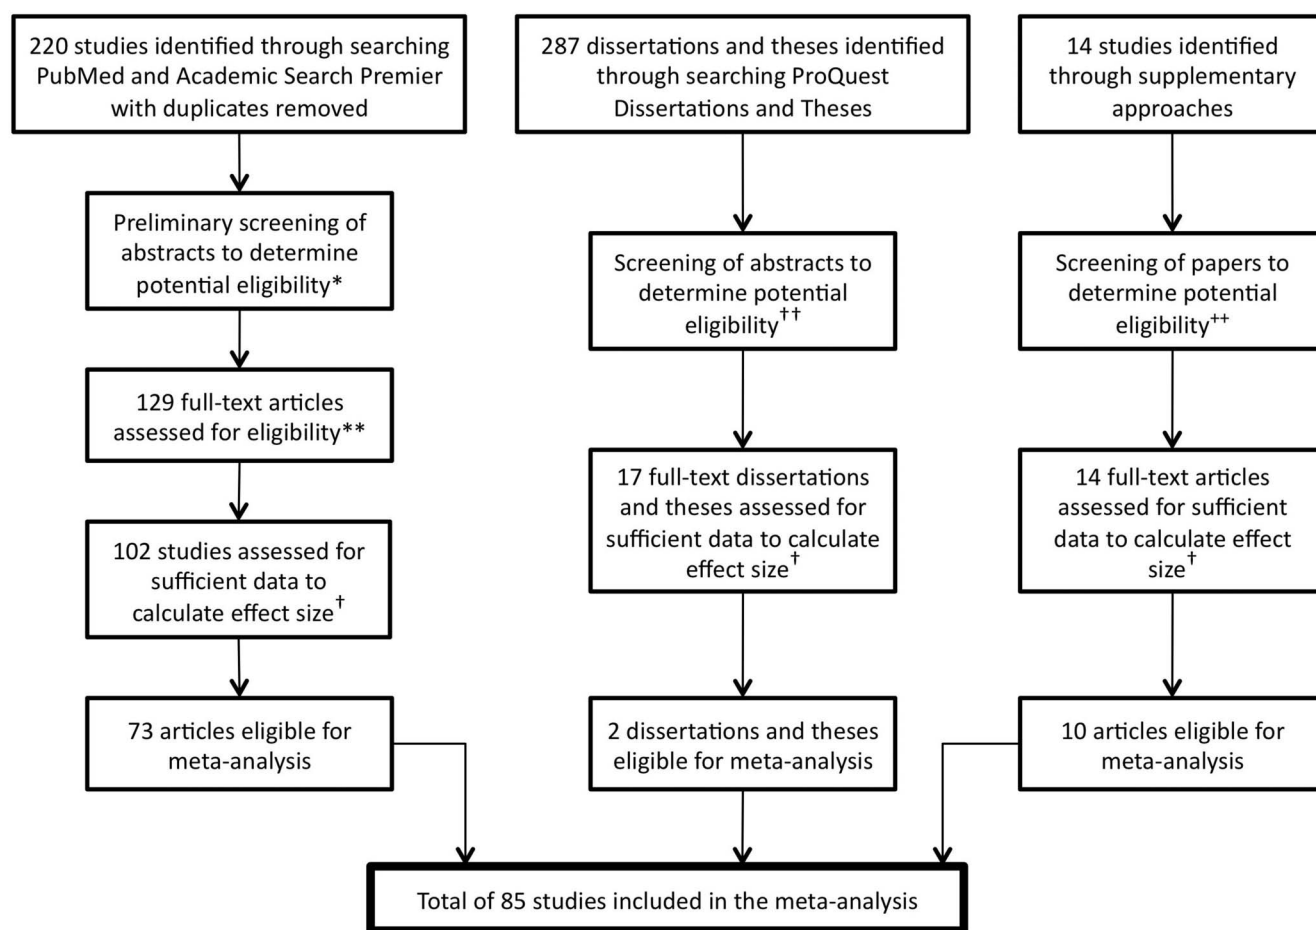 220 studies identified through searching
PubMed and Academic Search Premier
with duplicates removed
Preliminary screening of
abstracts to determine
potential eligibility*
129 full-text articles
assessed for eligibility**
102 studies assessed for
sufficient data to
calculate effect size†
73 articles eligible for
meta-analysis
287 dissertations and theses identified
through searching ProQuest
Dissertations and Theses
Screening of abstracts to
determine potential
eligibility††
17 full-text dissertations
and theses assessed for
sufficient data to calculate
effect size†
2 dissertations and theses
eligible for meta-analysis
14 studies identified
through supplementary
approaches
Screening of papers to
determine potential
eligibility++
14 full-text articles
assessed for sufficient
data to calculate effect
size†
10 articles eligible for
meta-analysis
Total of 85 studies included in the meta-analysis